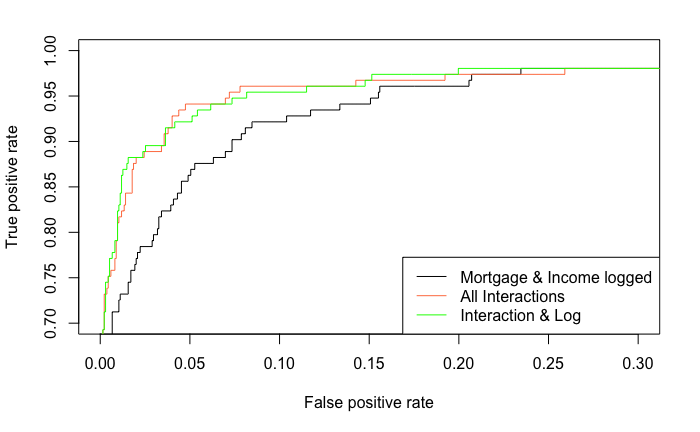 True positive rate
1.00
0.95
0.90
0.85
0.80
0.75
0.70
Mortgage & Income logged
All Interactions
Interaction & Log
0.00 0.05 0.10 0.15 0.20 0.25 0.30
False positive rate